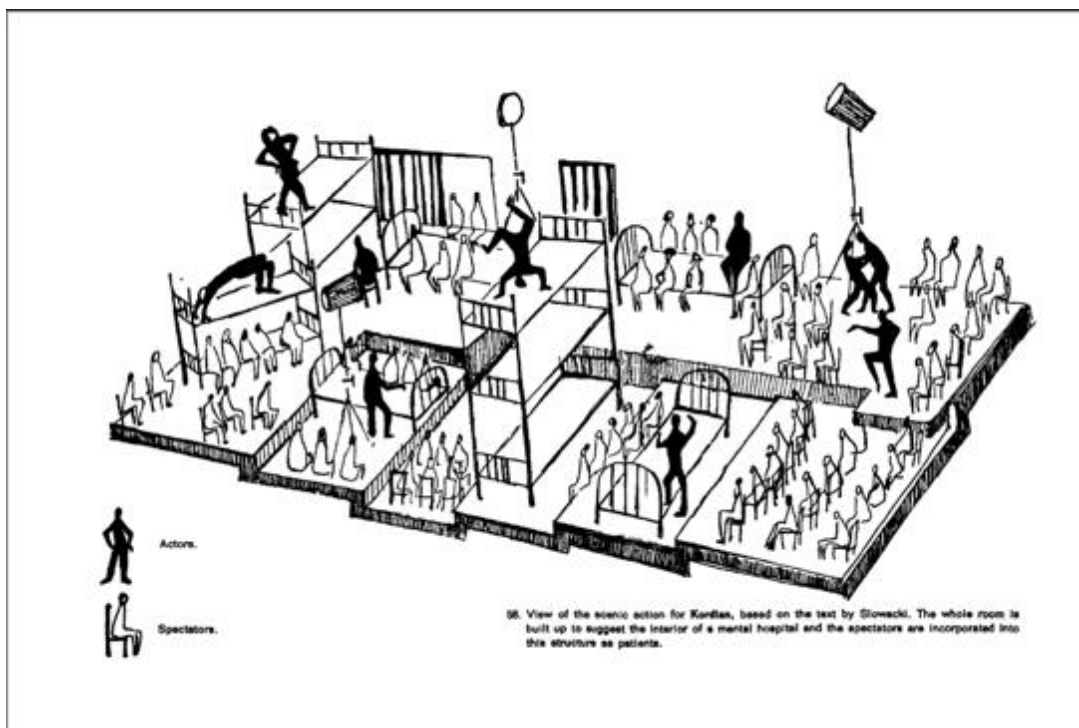 Actors.
Spectators.
58. View of the scenic action for Kordian, based on the text by Slowacki. The whole room is
built up to suggest the interior of a mental hospital and the spectators are incorporated into
this structure as patients.